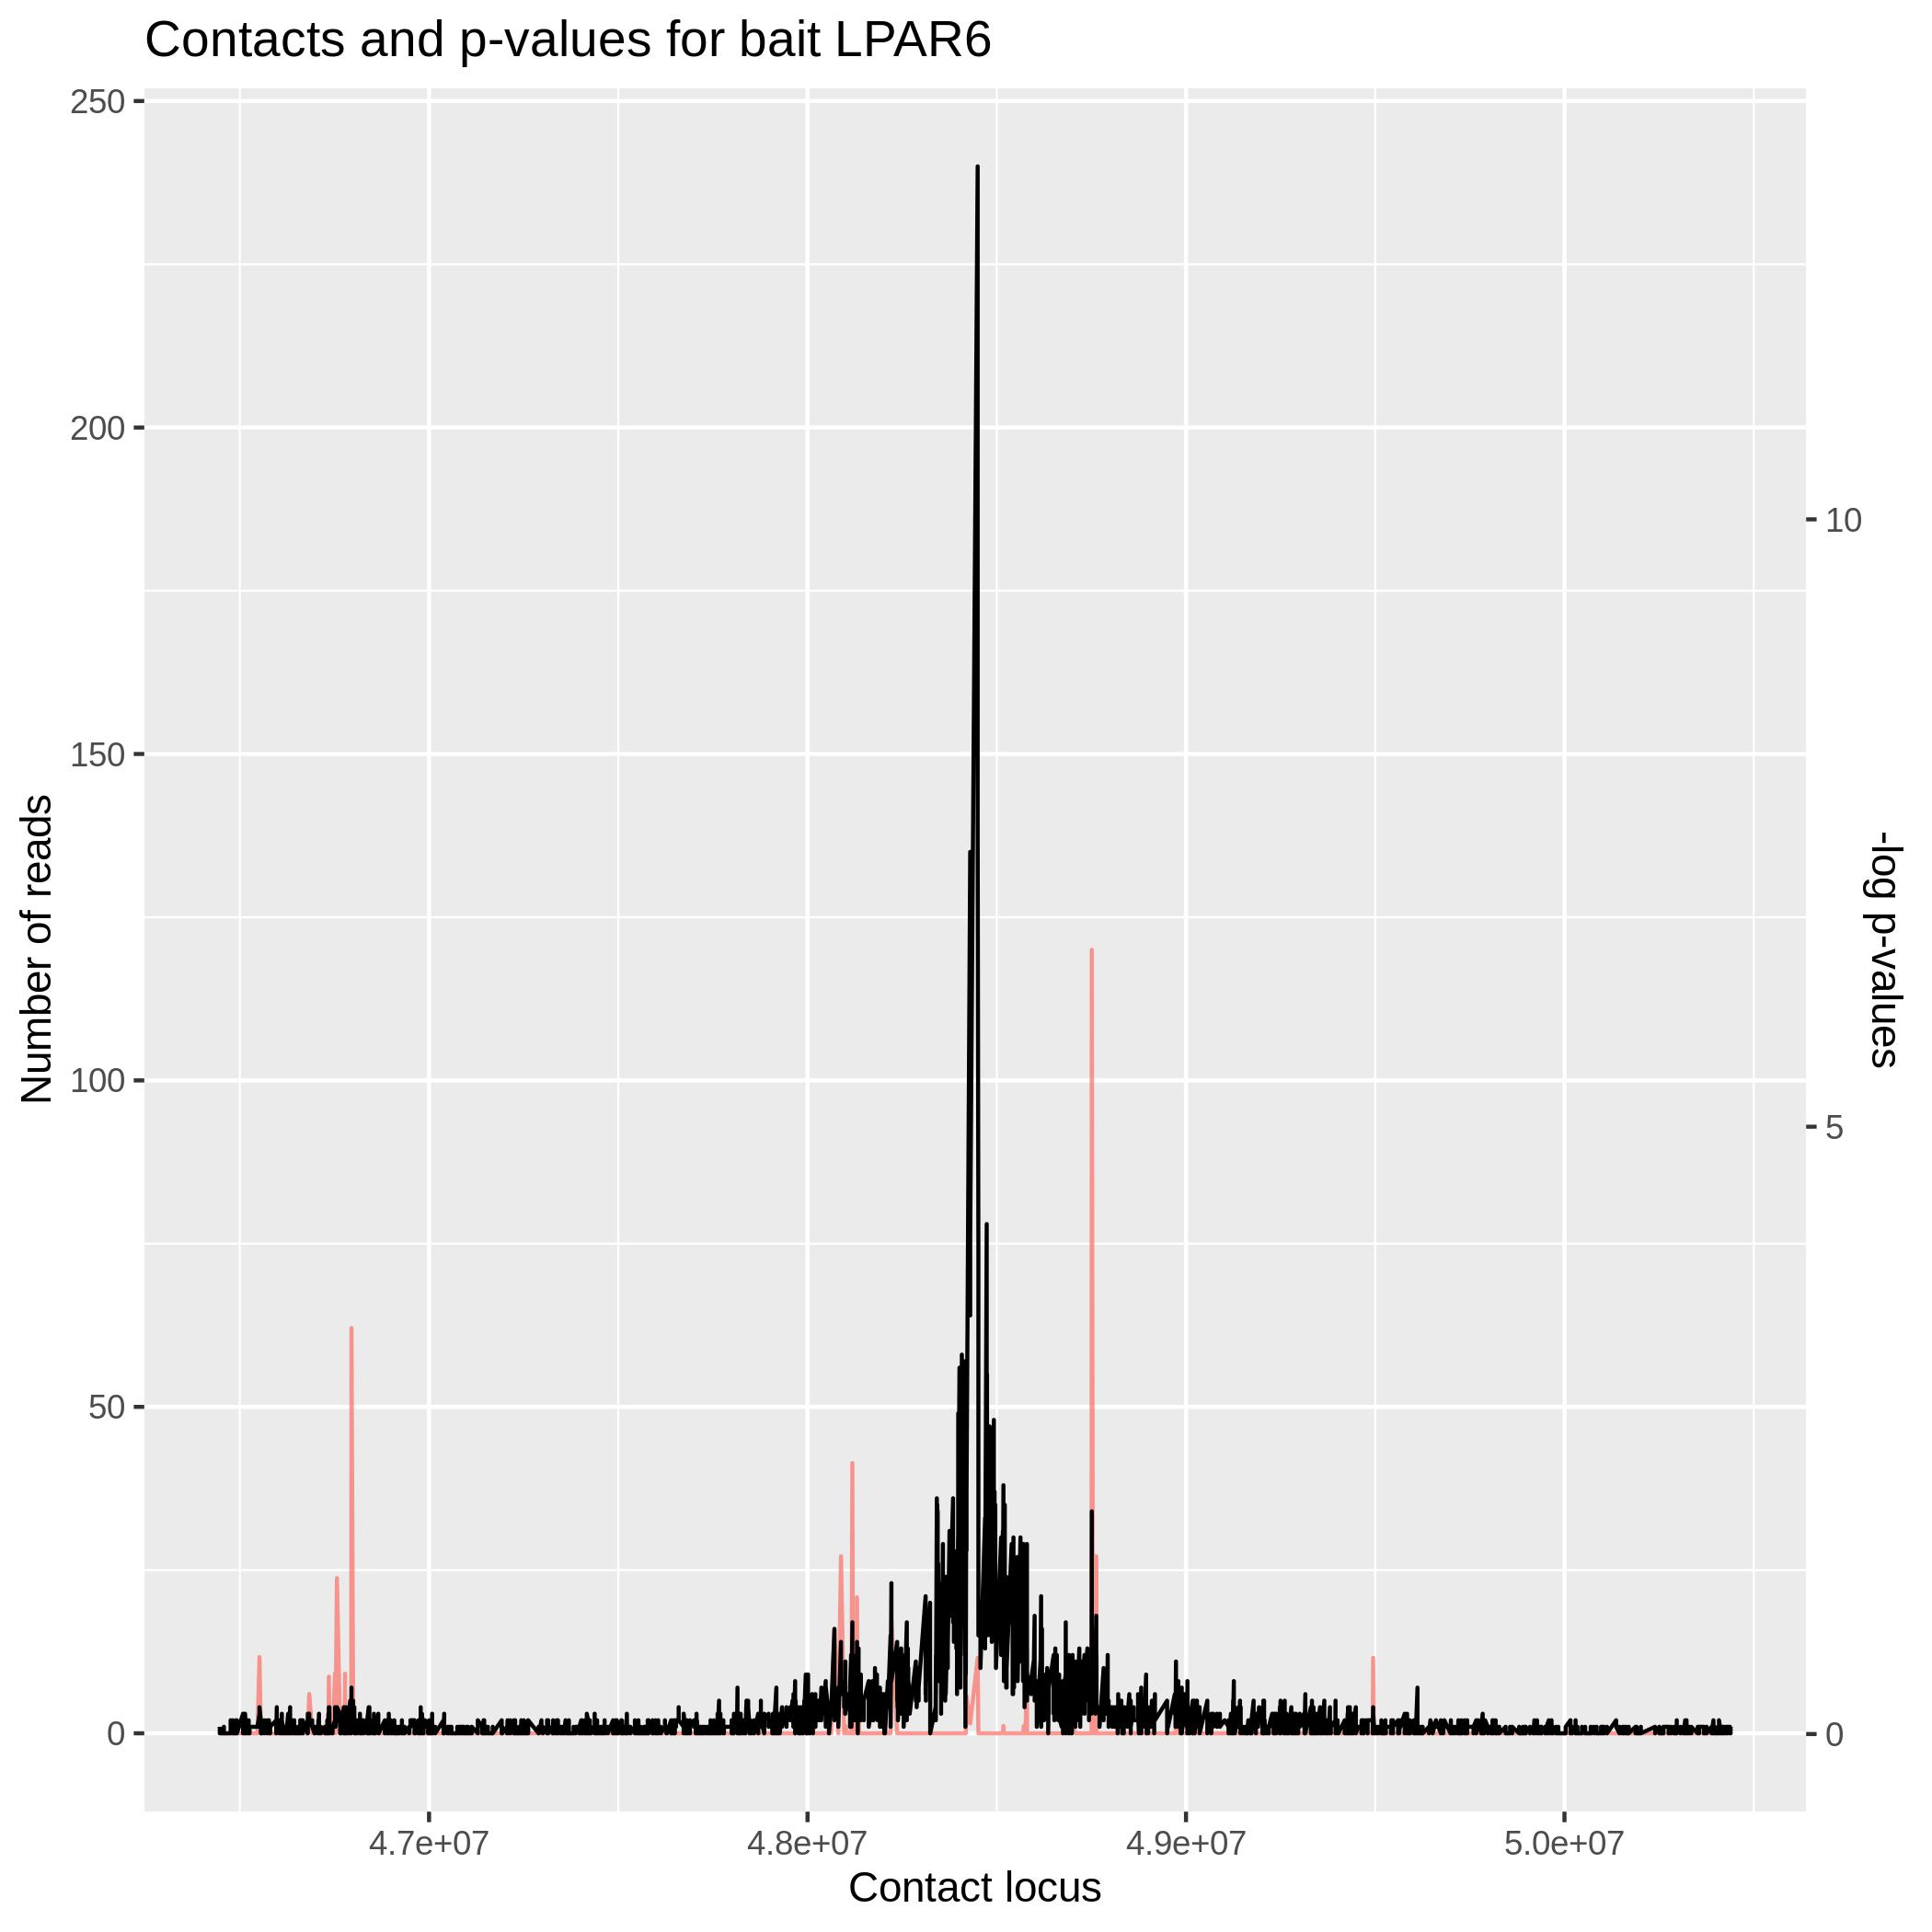 Contacts and p-values for bait LPAR6
250
200
150
100
50
0
Number of reads
10
5
0
-log p-values
4.7e+07
4.8e+07
4.9e+07
5.0e+07
Contact locus